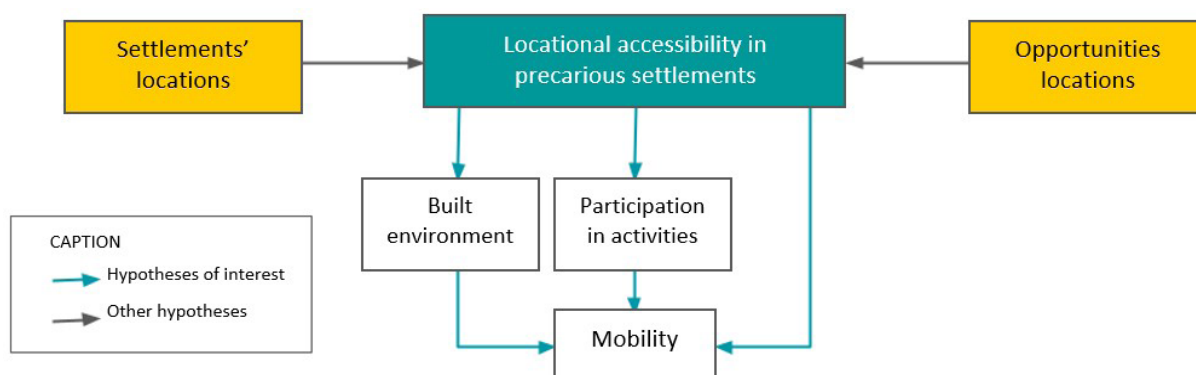 Settlements’
locations
Locational accessibility in
precarious settlements
Opportunities
locations
Built
environment
Participation
in activities
Mobility
CAPTION
Hypotheses of interest
Other hypotheses